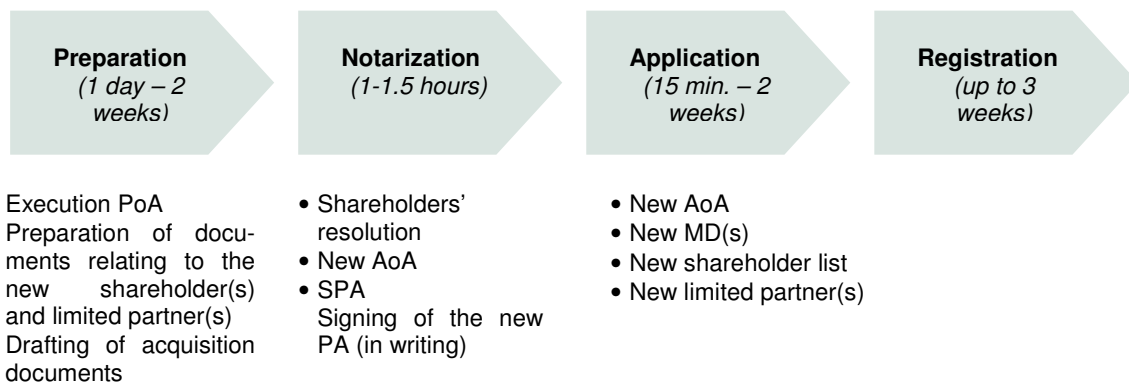 Preparation
(1 day – 2
weeks)
Notarization
(1-1.5 hours)
Application
(15 min. – 2
weeks)
Registration
(up to 3
weeks)
Execution PoA
Preparation of docu-
ments relating to the
new shareholder(s)
and limited partner(s)
Drafting of acquisition
documents
• Shareholders’
resolution
• New AoA
• SPA
Signing of the new
PA (in writing)
• New AoA
• New MD(s)
• New shareholder list
• New limited partner(s)